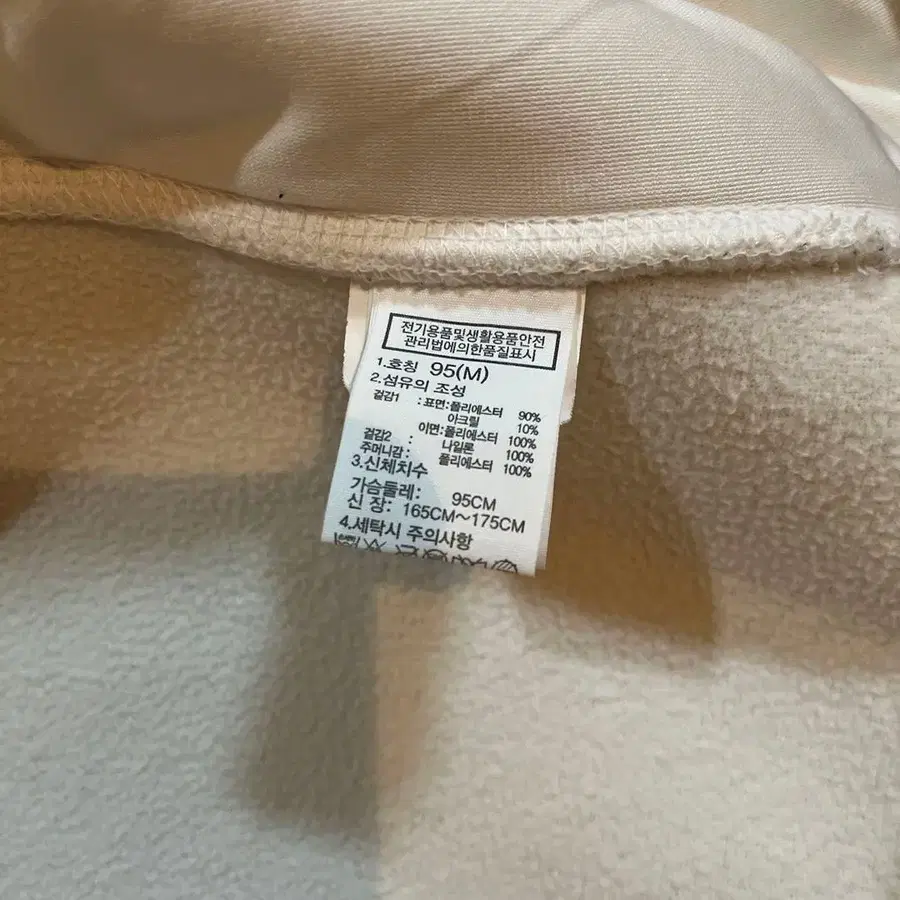 전기용품및생활용품안전
관리법에의한품질표시
1.호칭 95(M)
2.섬유의 조성
겉감1 : 표면:폴리에스터 90%
아크릴 10%
이면:폴리에스터 100%
겉감2 : 나일론 100%
주머니감: 폴리에스터 100%
3.신체치수
가슴둘레: 95CM
신 장: 165CM~175CM
4.세탁시 주의사항